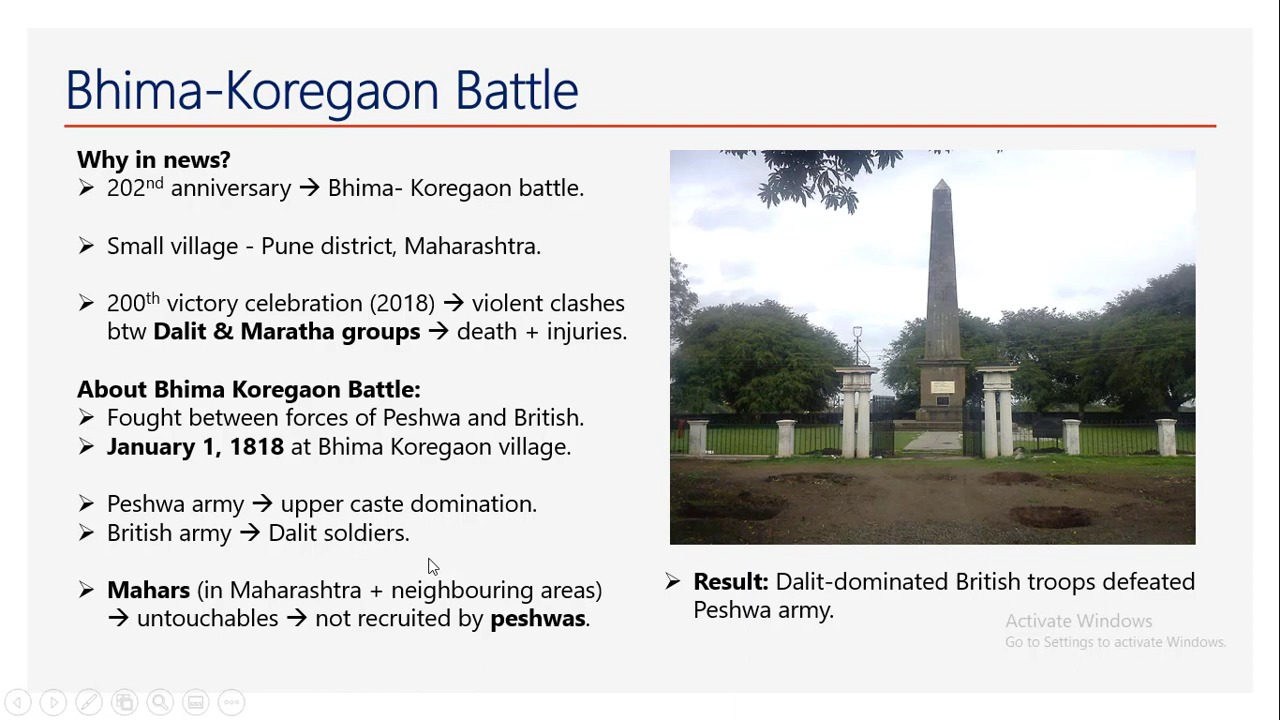 Bhima-Koregaon Battle
Why in news?
➢ 202nd anniversary → Bhima- Koregaon battle.
➢ Small village - Pune district, Maharashtra.
➢ 200th victory celebration (2018) → violent clashes
btw Dalit & Maratha groups → death + injuries.
About Bhima Koregaon Battle:
➢ Fought between forces of Peshwa and British.
➢ January 1, 1818 at Bhima Koregaon village.
➢ Peshwa army → upper caste domination.
➢ British army → Dalit soldiers.
➢ Mahars (in Maharashtra + neighbouring areas)
→ untouchables → not recruited by peshwas.
➢ Result: Dalit-dominated British troops defeated
Peshwa army.
Activate Windows
Go to Settings to activate Windows.